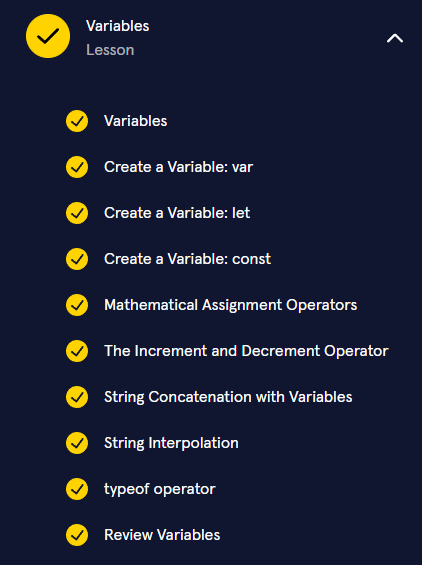 Variables
Lesson
Variables
Create a Variable: var
Create a Variable: let
Create a Variable: const
Mathematical Assignment Operators
The Increment and Decrement Operator
String Concatenation with Variables
String Interpolation
typeof operator
Review Variables